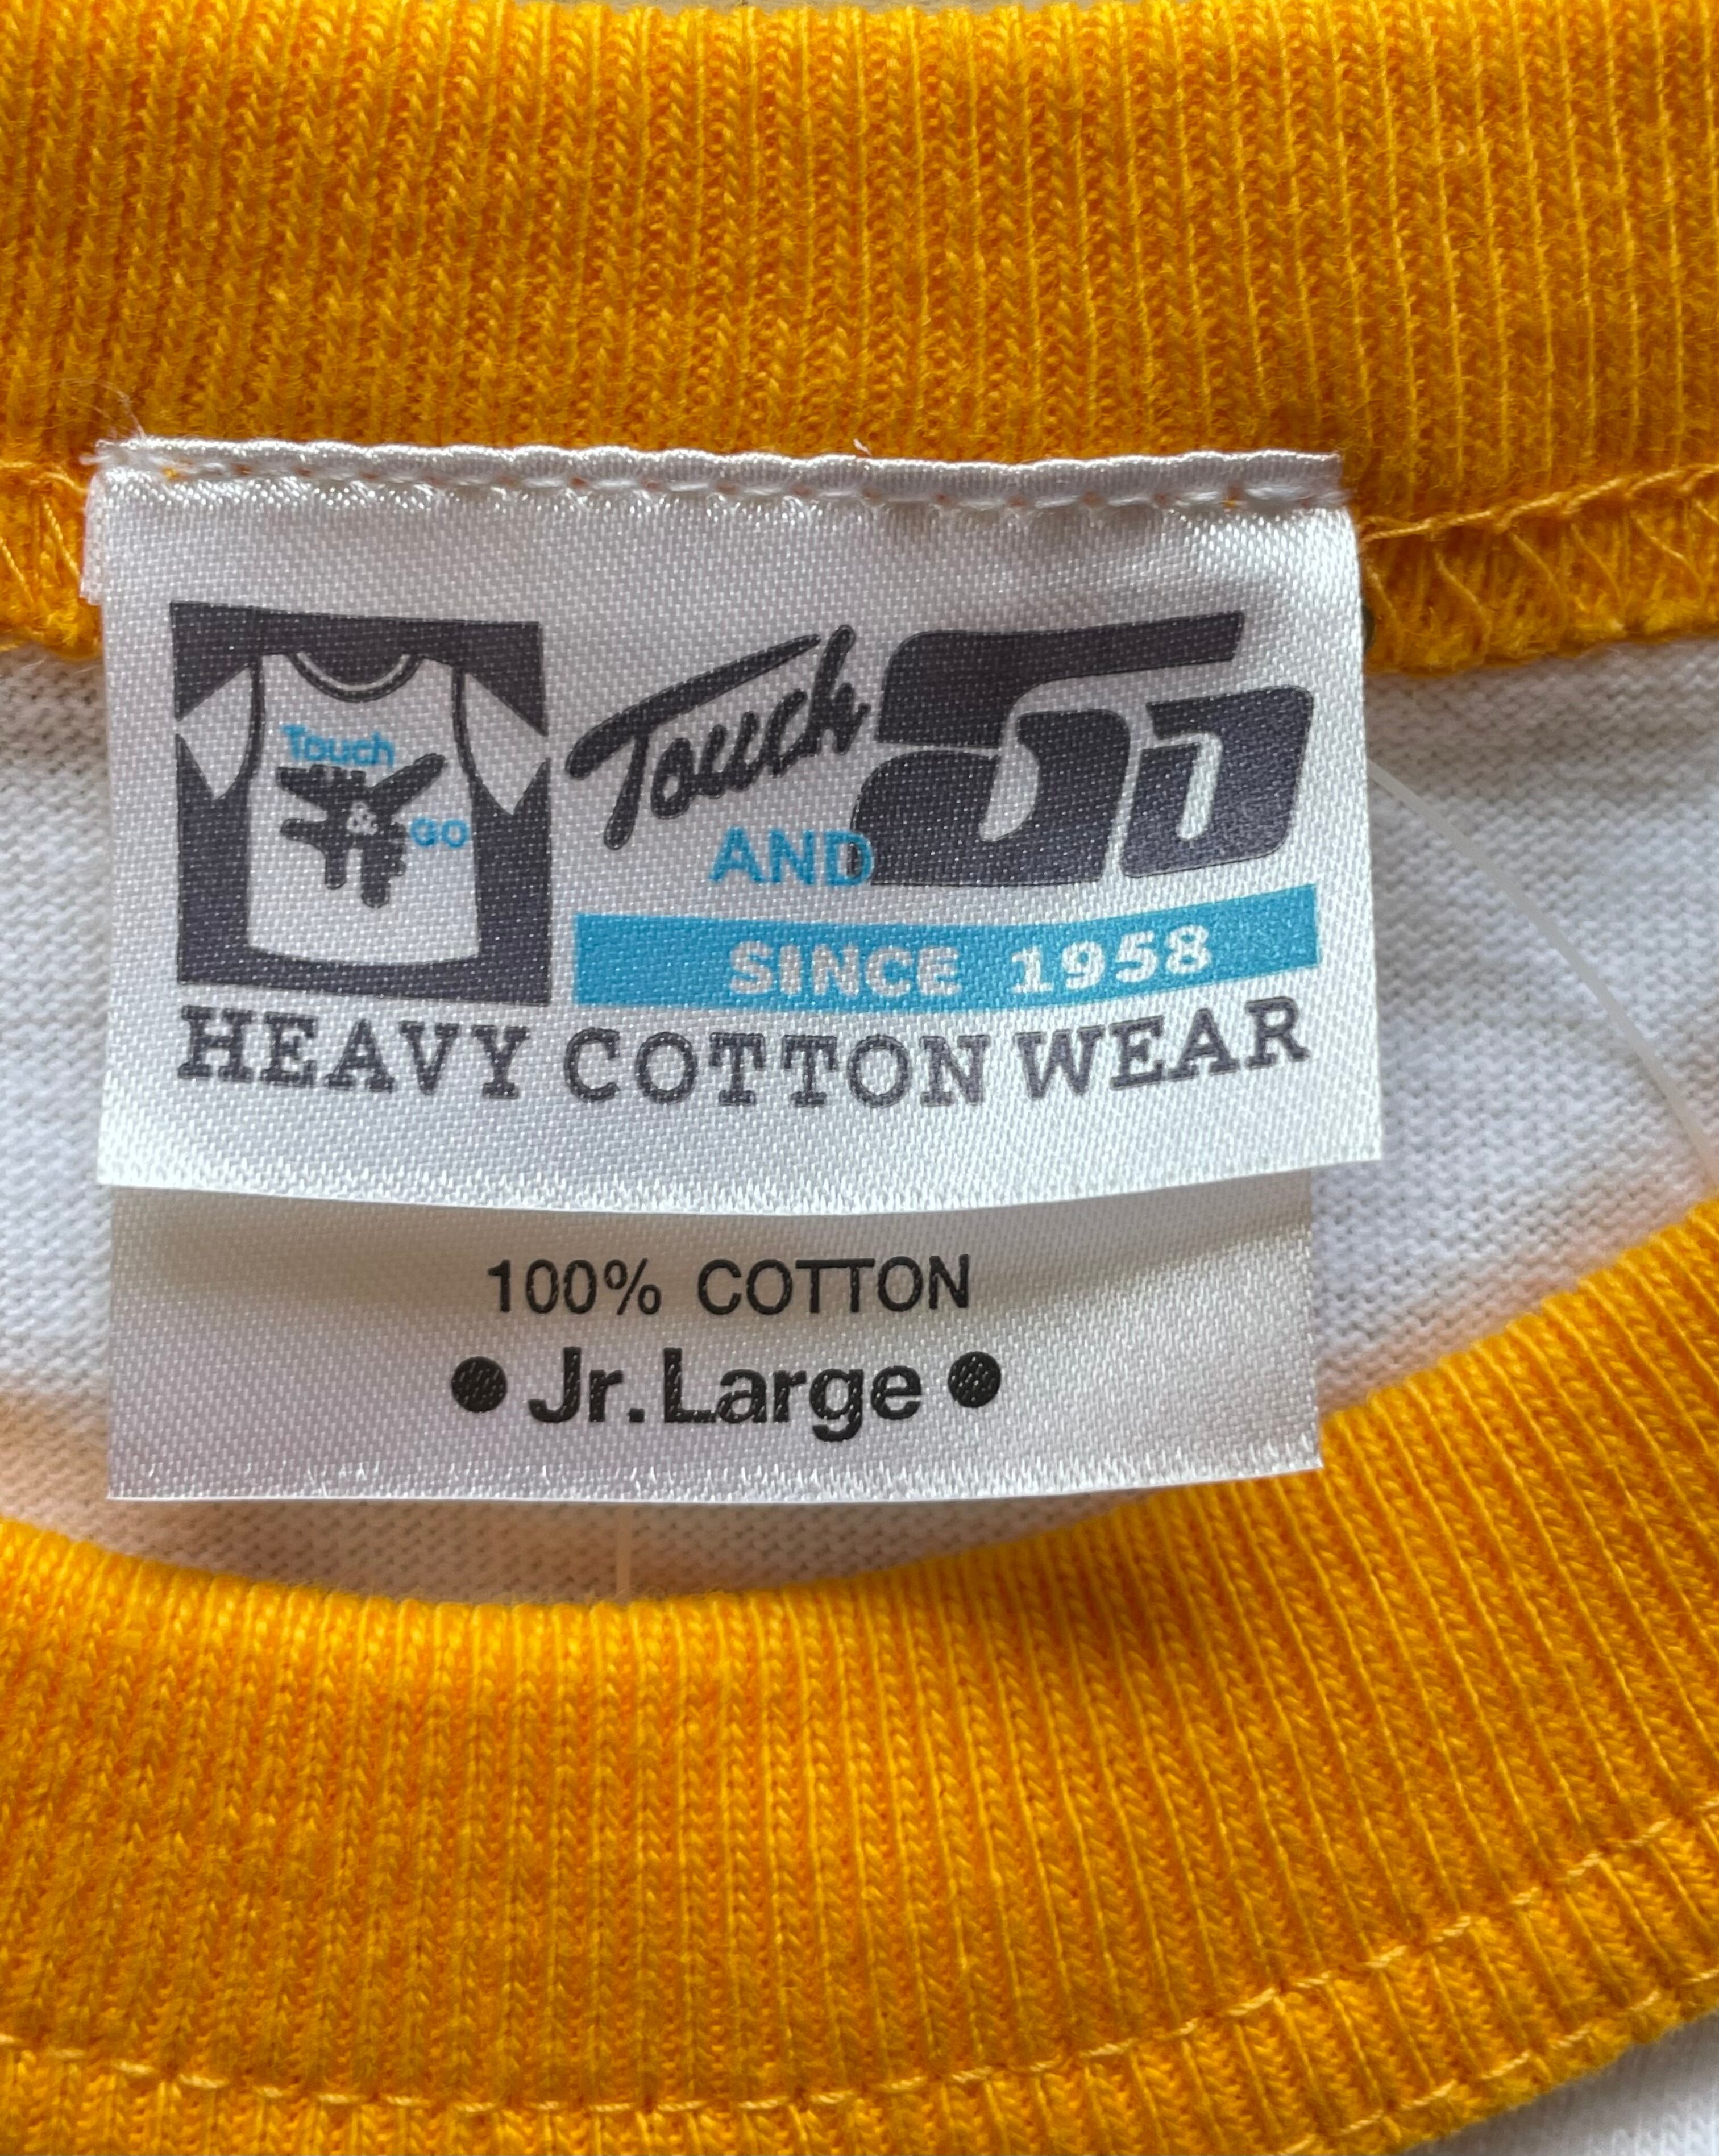 Touch
& GO
Touch
AND GO
SINCE 1958
HEAVY COTTON WEAR
100% COTTON
● Jr. Large ●